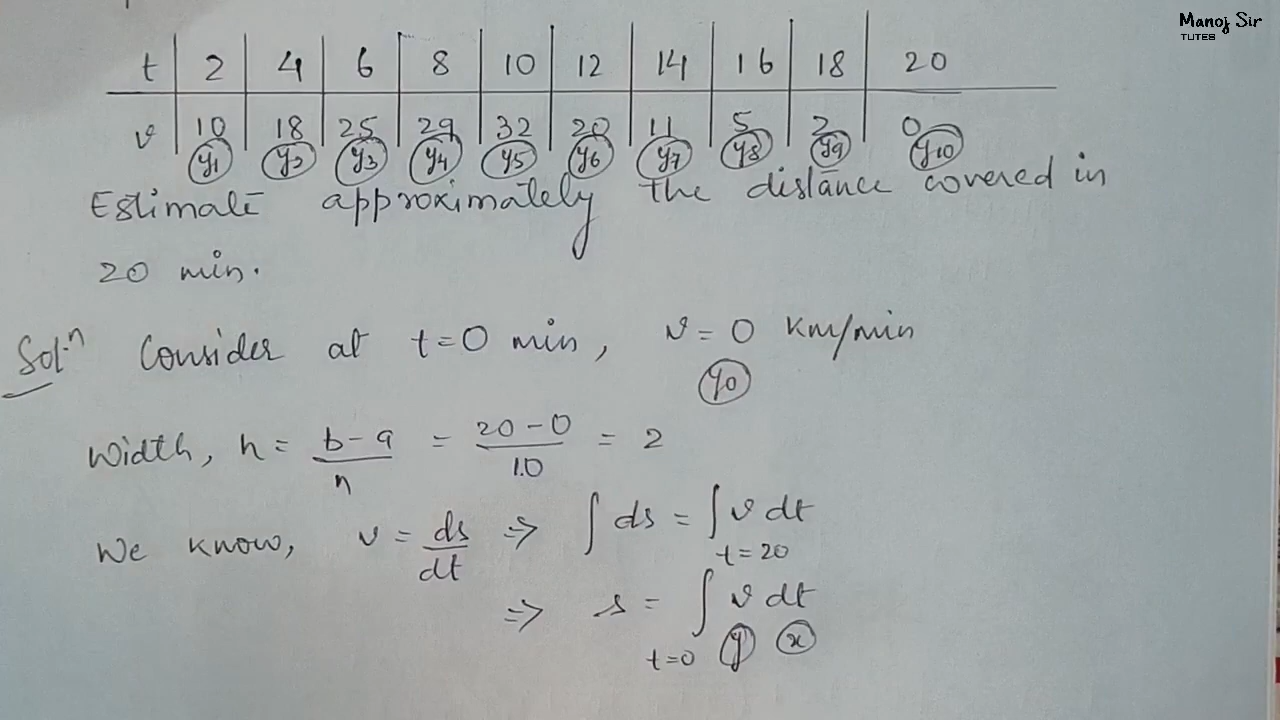 Manoj Sir
TUTES
t 2 4 6 8 10 12 14 16 18 20
v 10 18 25 29 32 20 11 5 2 0
y1 y2 y3 y4 y5 y6 y7 y8 y9 y10
Estimate approximately the distance covered in
20 min.
Solⁿ Consider at t=0 min, v=0 km/min
y0
Width, h = b-a/n = 20-0/10 = 2
We know, v = ds/dt ⇒ ∫ds = ∫v dt
t=20
⇒ s = ∫v dt
t=0 y x